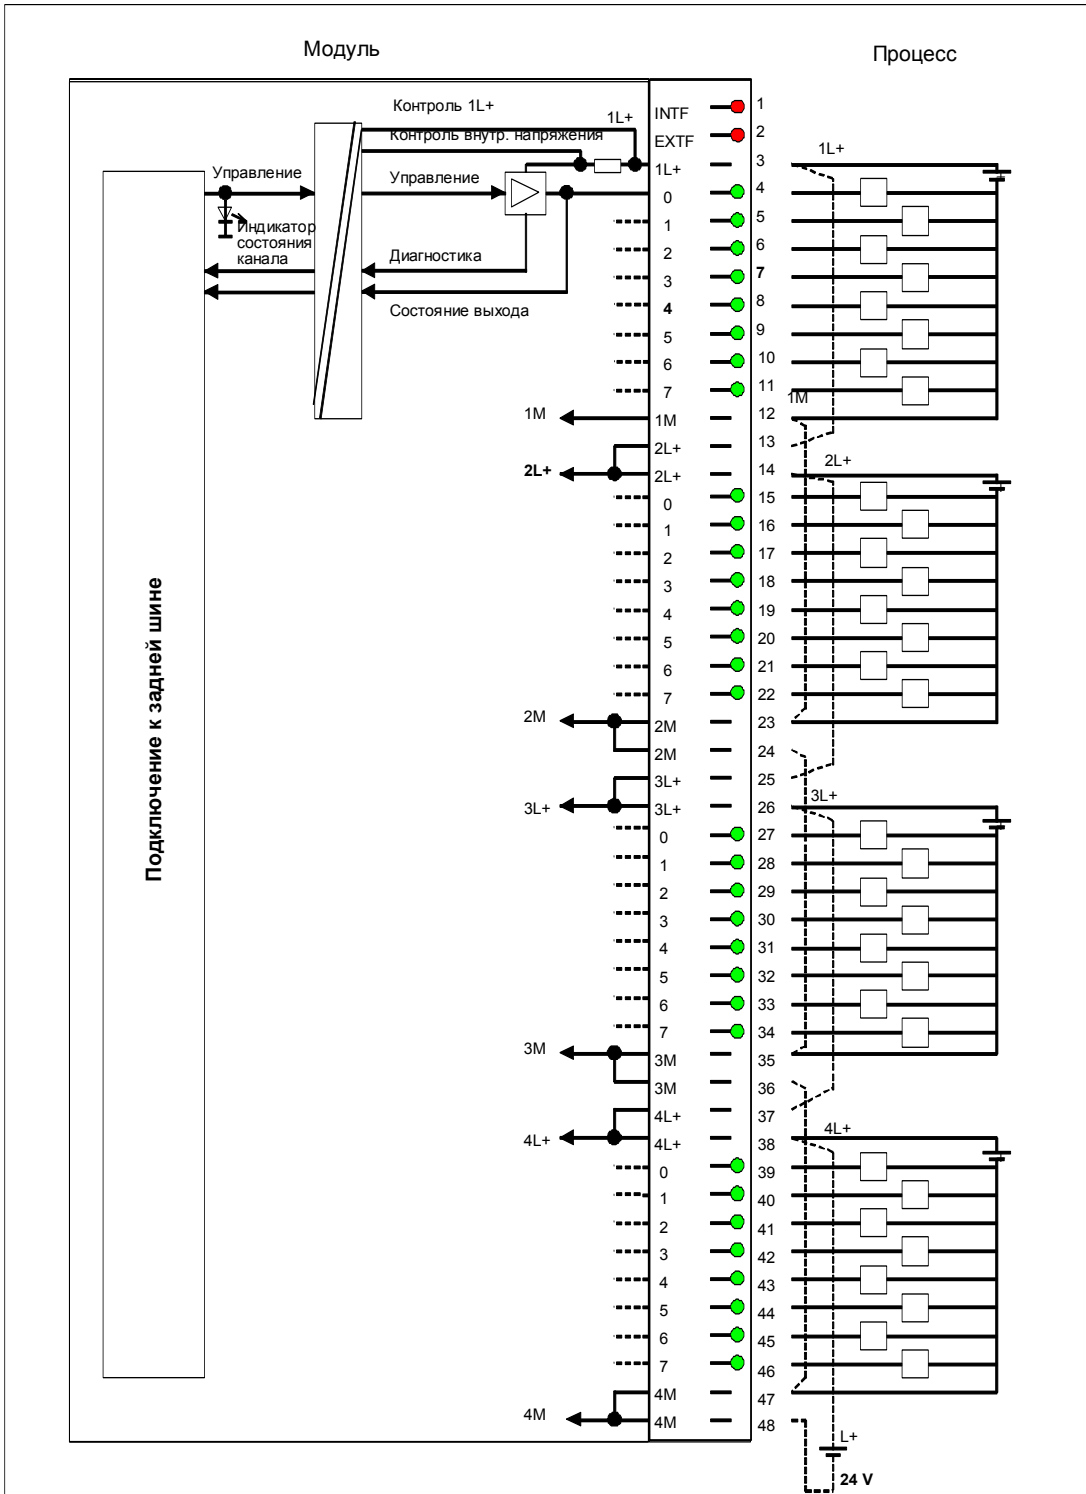 Модуль
Процесс
Контроль 1L+
1L+
Контроль внутр. напряжения
Управление
Управление
Индикатор
состояния
канала
Диагностика
Состояние выхода
Подключение к задней шине
INTF 1
EXTF 2
1L+ 3 1L+
0 4
1 5
2 6
3 7
4 8
5 9
6 10
7 11
1M
1M 1M 12
2L+ 13
2L+ 2L+ 14 2L+
0 15
1 16
2 17
3 18
4 19
5 20
6 21
7 22
2M 2M 23
2M 24
3L+ 25
3L+ 3L+ 26 3L+
0 27
1 28
2 29
3 30
4 31
5 32
6 33
7 34
3M 3M 35
3M 36
4L+ 37
4L+ 4L+ 38 4L+
0 39
1 40
2 41
3 42
4 43
5 44
6 45
7 46
4M 47
4M 4M 48
L+
24 V